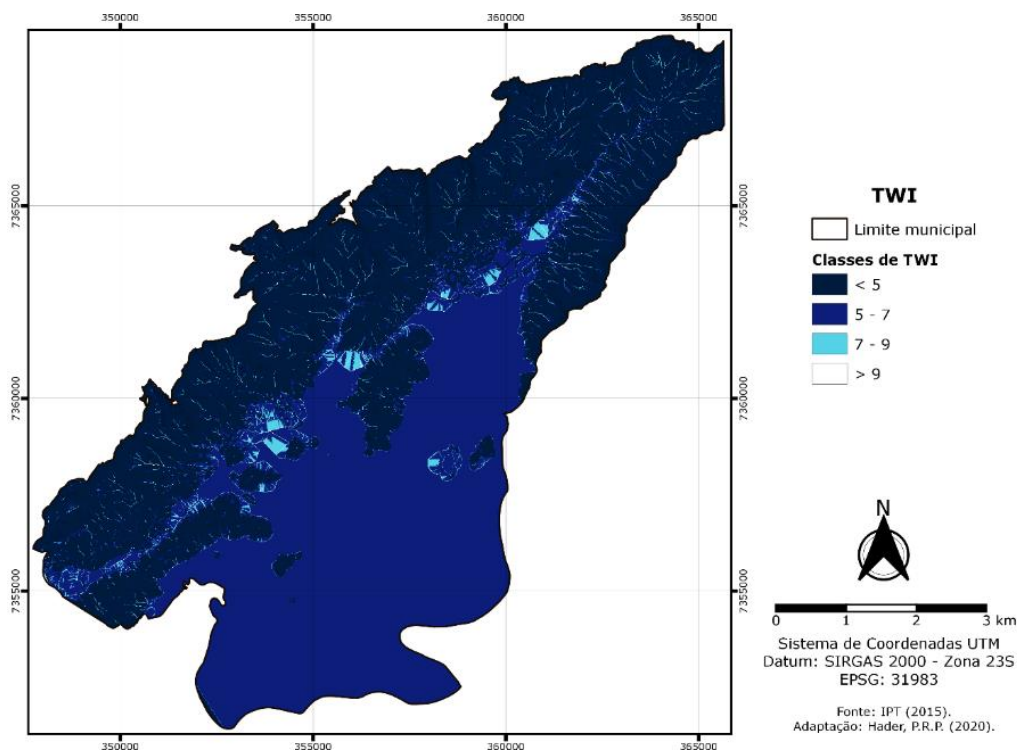 350000 355000 360000 365000
7365000
7365000
7360000
7360000
7355000
7355000
350000 355000 360000 365000
TWI
Limite municipal
Classes de TWI
< 5
5 - 7
7 - 9
> 9
N
0 1 2 3 km
Sistema de Coordenadas UTM
Datum: SIRGAS 2000 - Zona 23S
EPSG: 31983
Fonte: IPT (2015).
Adaptação: Hader, P.R.P. (2020).